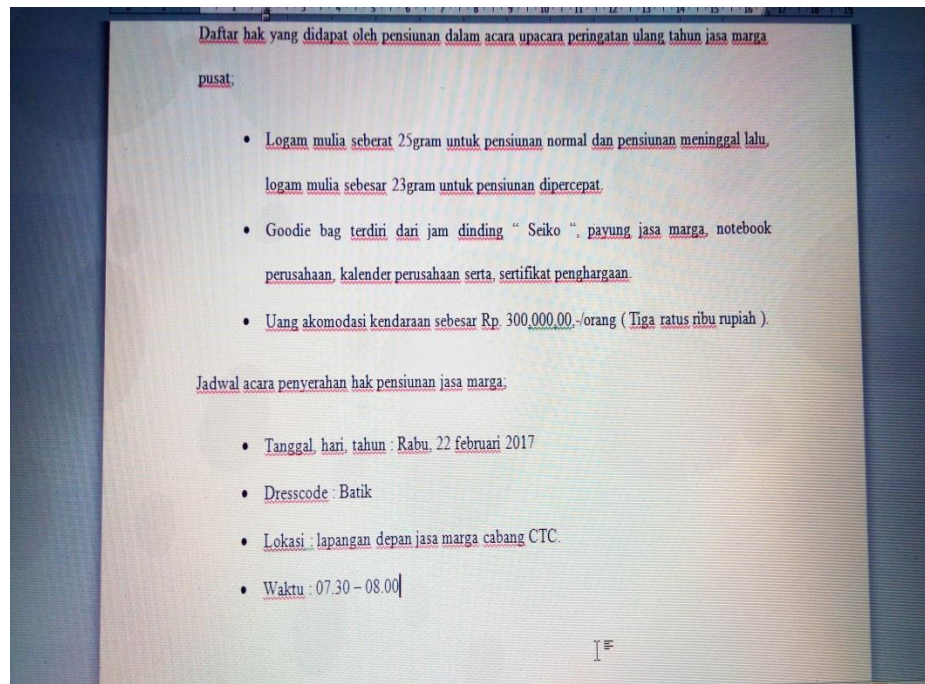 Daftar hak yang didapat oleh pensiunan dalam acara upacara peringatan ulang tahun jasa marga
pusat;
• Logam mulia seberat 25gram untuk pensiunan normal dan pensiunan meninggal lalu,
logam mulia sebesar 23gram untuk pensiunan dipercepat.
• Goodie bag terdiri dari jam dinding “ Seiko “, payung jasa marga, notebook
perusahaan, kalender perusahaan serta, sertifikat penghargaan.
• Uang akomodasi kendaraan sebesar Rp. 300,000,00,-/orang ( Tiga ratus ribu rupiah ).
Jadwal acara penyerahan hak pensiunan jasa marga;
• Tanggal, hari, tahun : Rabu, 22 februari 2017
• Dresscode : Batik
• Lokasi : lapangan depan jasa marga cabang CTC.
• Waktu : 07.30 – 08.00